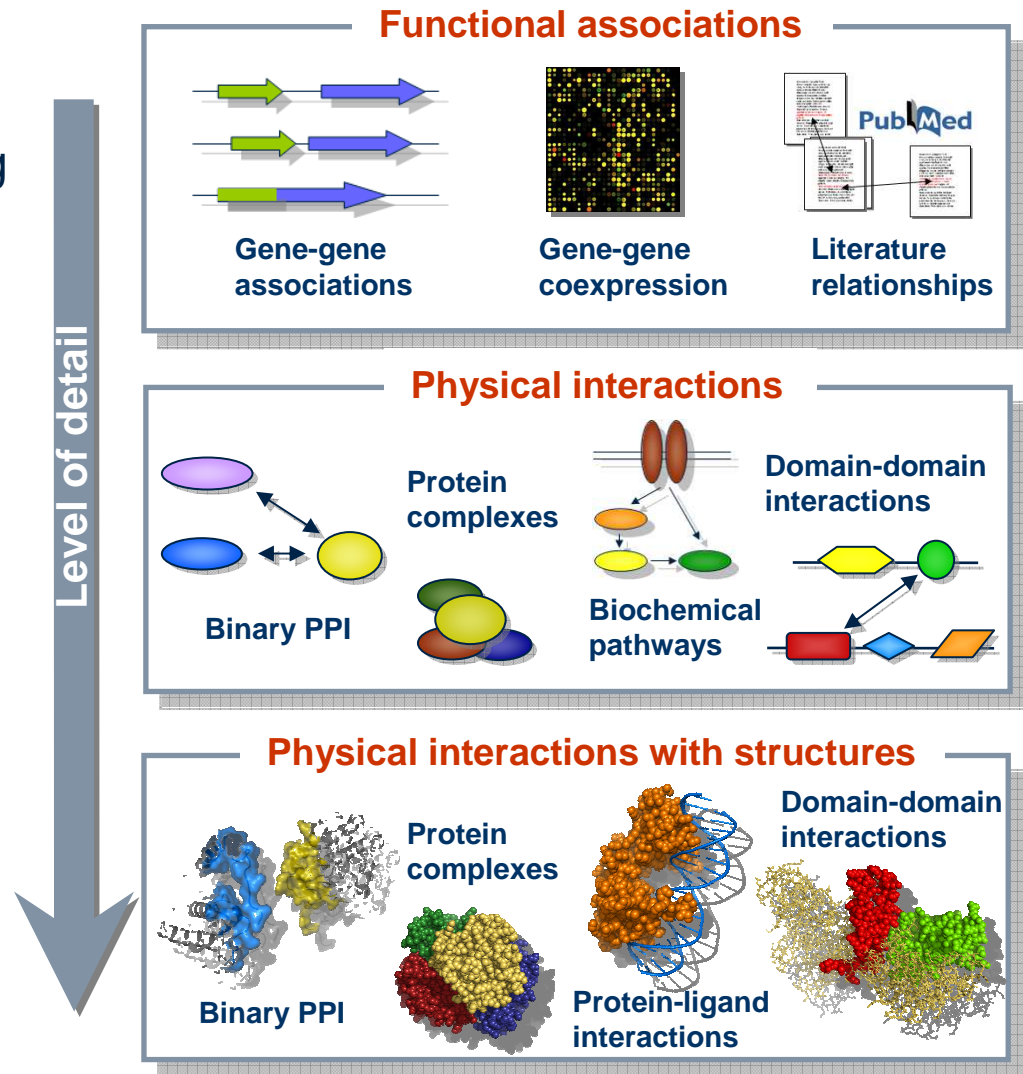 Functional associations
PubMed
Gene-gene
associations
Gene-gene
coexpression
Literature
relationships
g
Level of detail
Physical interactions
Protein
complexes
Domain-domain
interactions
Binary PPI
Biochemical
pathways
Physical interactions with structures
Protein
complexes
Domain-domain
interactions
Binary PPI
Protein-ligand
interactions